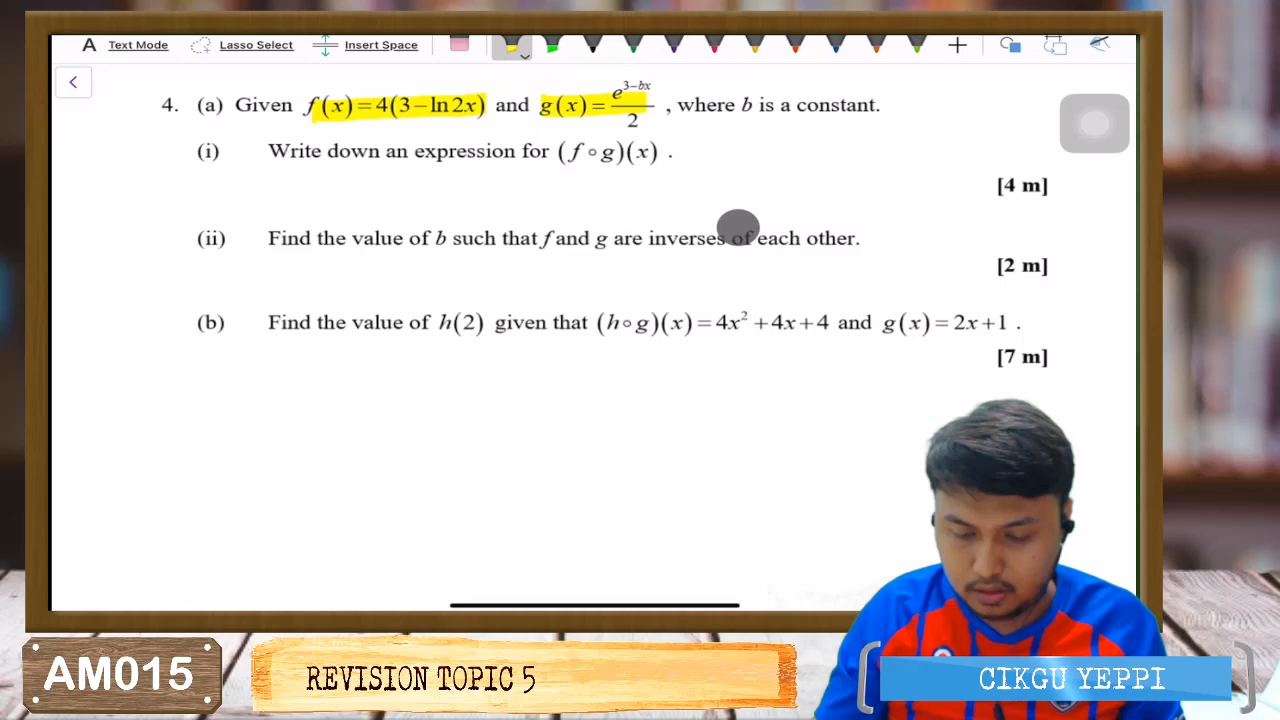 A Text Mode Lasso Select Insert Space
4. (a) Given f(x)=4(3−ln2x) and g(x)=e^{3−bx}/2 , where b is a constant.
(i) Write down an expression for (f∘g)(x) .
[4 m]
(ii) Find the value of b such that f and g are inverses of each other.
[2 m]
(b) Find the value of h(2) given that (h∘g)(x)=4x²+4x+4 and g(x)=2x+1 .
[7 m]
AM015 REVISION TOPIC 5 CIKGU YEPPI